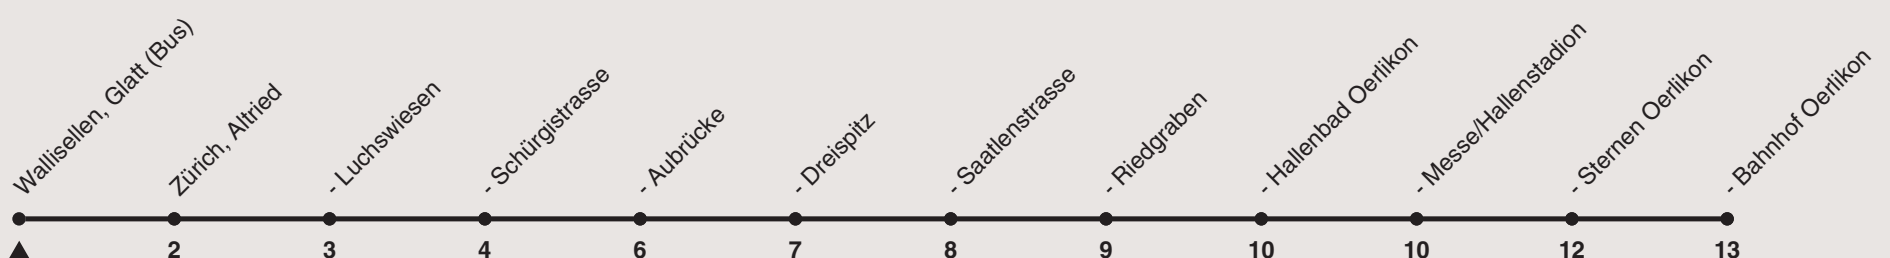 Wallisellen, Glatt (Bus)
Zürich, Altried
- Luchswiesen
- Schürgistrasse
- Aubrücke
- Dreispitz
- Saatlenstrasse
- Riedgraben
- Hallenbad Oerlikon
- Messe/Hallenstadion
- Sternen Oerlikon
- Bahnhof Oerlikon
2 3 4 6 7 8 9 10 10 12 13